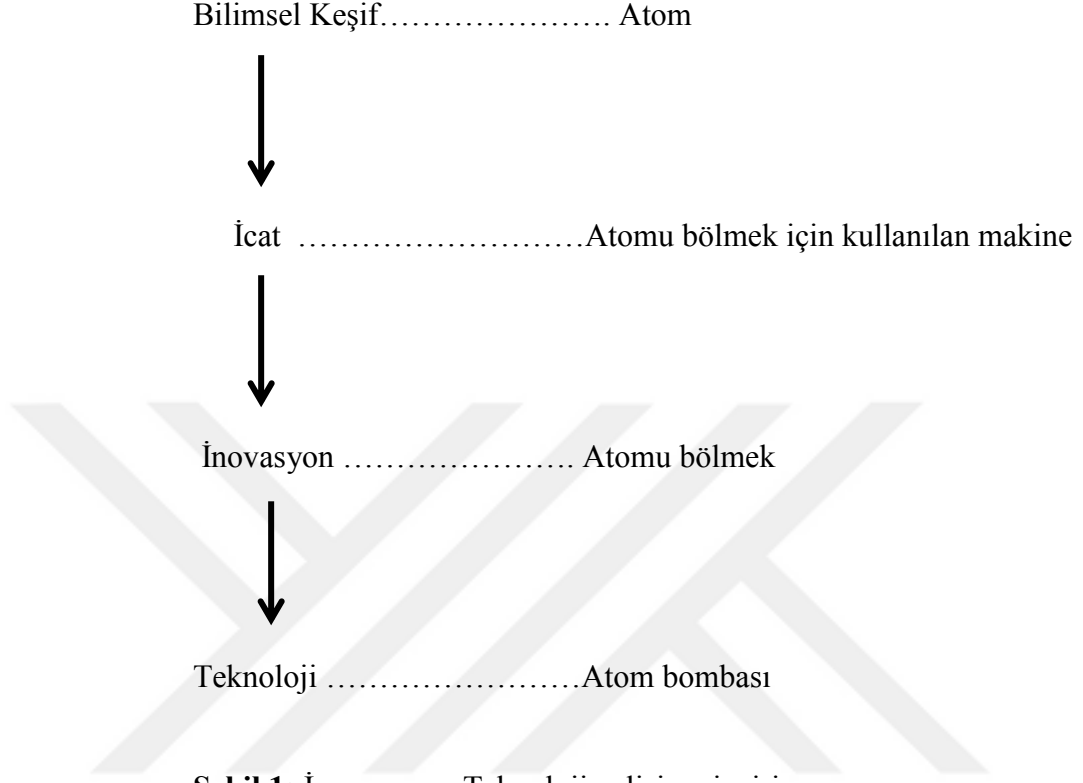 Bilimsel Keşif…………………. Atom
İcat ………………………Atomu bölmek için kullanılan makine
İnovasyon …………………. Atomu bölmek
Teknoloji ……………………Atom bombası